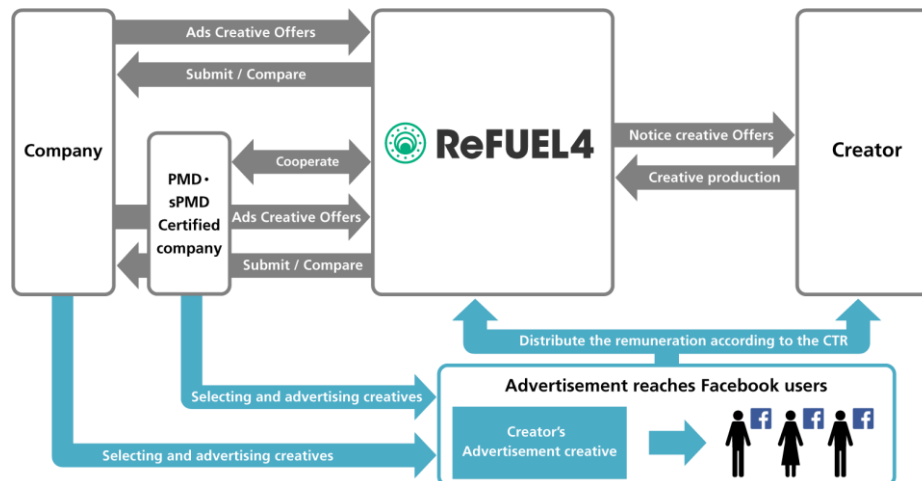 Ads Creative Offers
Submit / Compare
Company
ReFUEL4
Notice creative Offers
Creator
Cooperate
Creative production
PMD・
sPMD
Certified
company
Ads Creative Offers
Submit / Compare
Distribute the remuneration according to the CTR
Advertisement reaches Facebook users
Selecting and advertising creatives
Creator's
Advertisement creative
f
f
f
Selecting and advertising creatives